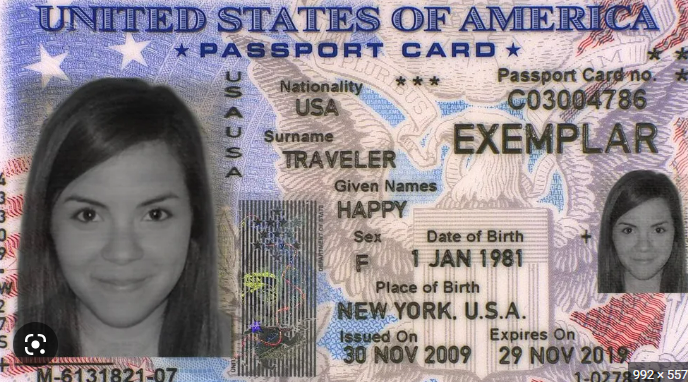 UNITED STATES OF AMERICA
★ PASSPORT CARD ★
USAUSA
Nationality
USA
★★★
Passport Card no.
C03004786
EXEMPLAR
Surname
TRAVELER
Given Names
HAPPY
Sex
F
Date of Birth
1 JAN 1981
Place of Birth
NEW YORK, U.S.A.
Issued On
30 NOV 2009
Expires On
29 NOV 2019
M-6131821-07
992 × 557